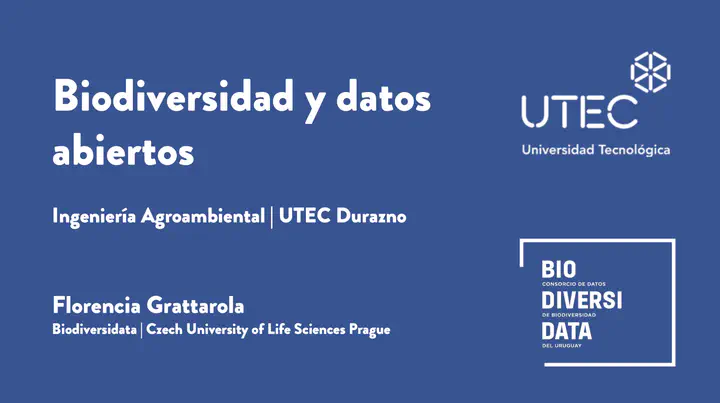 Biodiversidad y datos
abiertos
Ingeniería Agroambiental | UTEC Durazno
Florencia Grattarola
Biodiversidata | Czech University of Life Sciences Prague
UTEC
Universidad Tecnológica
BIO
CONSORCIO DE DATOS
DIVERSI
DE BIODIVERSIDAD
DATA
DEL URUGUAY